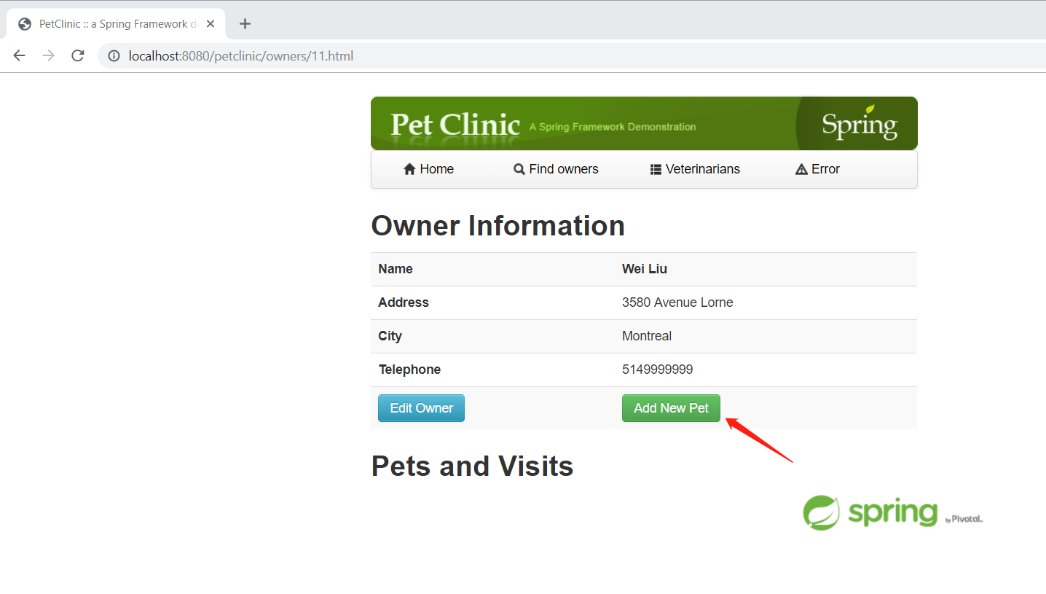 PetClinic :: a Spring Framework d
localhost:8080/petclinic/owners/11.html
Pet Clinic A Spring Framework Demonstration Spring
Home Find owners Veterinarians Error
Owner Information
Name Wei Liu
Address 3580 Avenue Lorne
City Montreal
Telephone 5149999999
Edit Owner Add New Pet
Pets and Visits
spring by Pivotal.